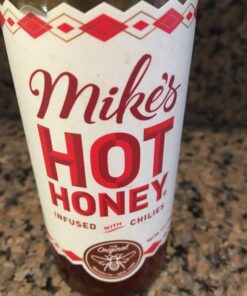 Mike's
HOT
HONEY®
INFUSED WITH CHILIES
Original